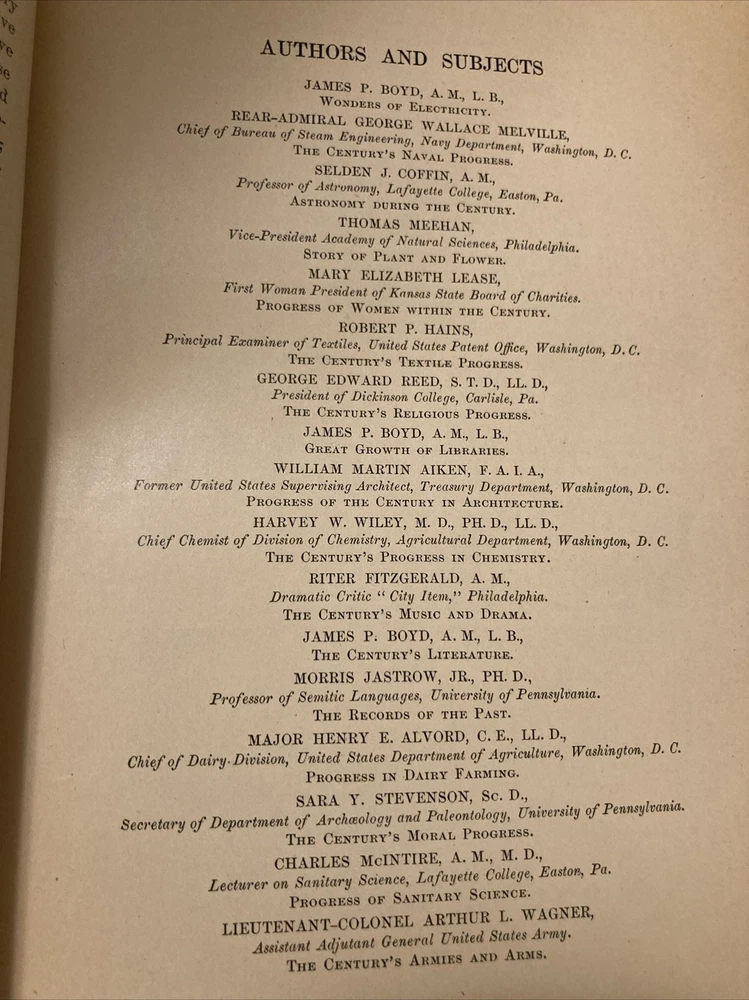 AUTHORS AND SUBJECTS
JAMES P. BOYD, A. M., L. B.,
WONDERS OF ELECTRICITY.
REAR-ADMIRAL GEORGE WALLACE MELVILLE,
Chief of Bureau of Steam Engineering, Navy Department, Washington, D. C.
THE CENTURY'S NAVAL PROGRESS.
SELDEN J. COFFIN, A. M.,
Professor of Astronomy, Lafayette College, Easton, Pa.
ASTRONOMY DURING THE CENTURY.
THOMAS MEEHAN,
Vice-President Academy of Natural Sciences, Philadelphia.
STORY OF PLANT AND FLOWER.
MARY ELIZABETH LEASE,
First Woman President of Kansas State Board of Charities.
PROGRESS OF WOMEN WITHIN THE CENTURY.
ROBERT P. HAINS,
Principal Examiner of Textiles, United States Patent Office, Washington, D. C.
THE CENTURY'S TEXTILE PROGRESS.
GEORGE EDWARD REED, S. T. D., LL. D.,
President of Dickinson College, Carlisle, Pa.
THE CENTURY'S RELIGIOUS PROGRESS.
JAMES P. BOYD, A. M., L. B.,
GREAT GROWTH OF LIBRARIES.
WILLIAM MARTIN AIKEN, F. A. I. A.,
Former United States Supervising Architect, Treasury Department, Washington, D. C.
PROGRESS OF THE CENTURY IN ARCHITECTURE.
HARVEY W. WILEY, M. D., PH. D., LL. D.,
Chief Chemist of Division of Chemistry, Agricultural Department, Washington, D. C.
THE CENTURY'S PROGRESS IN CHEMISTRY.
RITER FITZGERALD, A. M.,
Dramatic Critic " City Item," Philadelphia.
THE CENTURY'S MUSIC AND DRAMA.
JAMES P. BOYD, A. M., L. B.,
THE CENTURY'S LITERATURE.
MORRIS JASTROW, JR., PH. D.,
Professor of Semitic Languages, University of Pennsylvania.
THE RECORDS OF THE PAST.
MAJOR HENRY E. ALVORD, C. E., LL. D.,
Chief of Dairy Division, United States Department of Agriculture, Washington, D. C.
PROGRESS IN DAIRY FARMING.
SARA Y. STEVENSON, Sc. D.,
Secretary of Department of Archæology and Paleontology, University of Pennsylvania.
THE CENTURY'S MORAL PROGRESS.
CHARLES McINTIRE, A. M., M. D.,
Lecturer on Sanitary Science, Lafayette College, Easton, Pa.
PROGRESS OF SANITARY SCIENCE.
LIEUTENANT-COLONEL ARTHUR L. WAGNER,
Assistant Adjutant General United States Army.
THE CENTURY'S ARMIES AND ARMS.